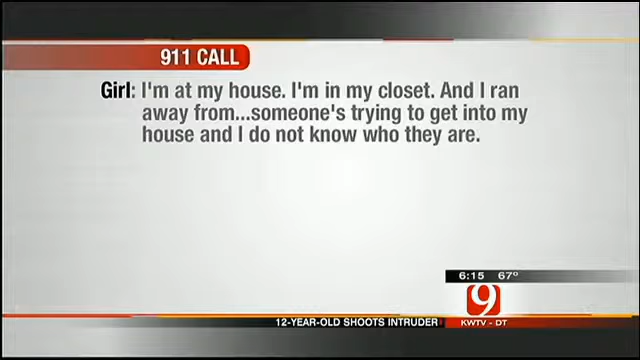 911 CALL
Girl: I'm at my house. I'm in my closet. And I ran
away from...someone's trying to get into my
house and I do not know who they are.
6:15 67°
9
12-YEAR-OLD SHOOTS INTRUDER
KWTV - DT